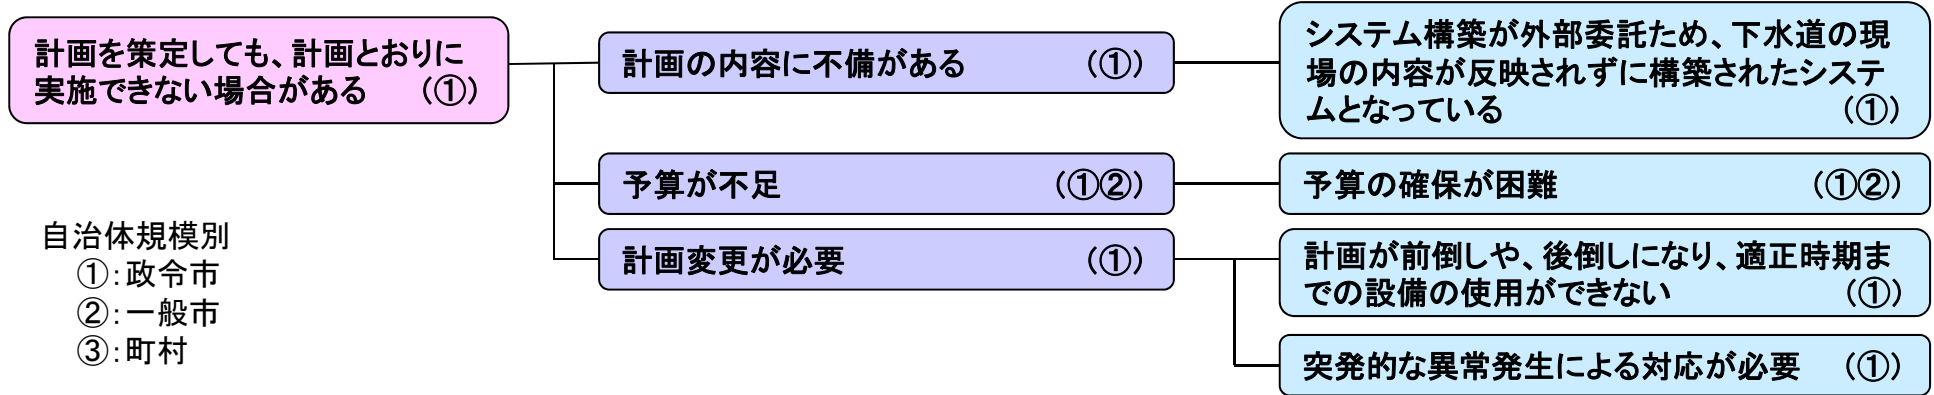 計画を策定しても、計画とおりに
実施できない場合がある （①）
計画の内容に不備がある （①）
システム構築が外部委託ため、下水道の現
場の内容が反映されずに構築されたシステ
ムとなっている （①）
予算が不足 （①②）
予算の確保が困難 （①②）
計画変更が必要 （①）
計画が前倒しや、後倒しになり、適正時期ま
での設備の使用ができない （①）
突発的な異常発生による対応が必要 （①）
自治体規模別
①：政令市
②：一般市
③：町村